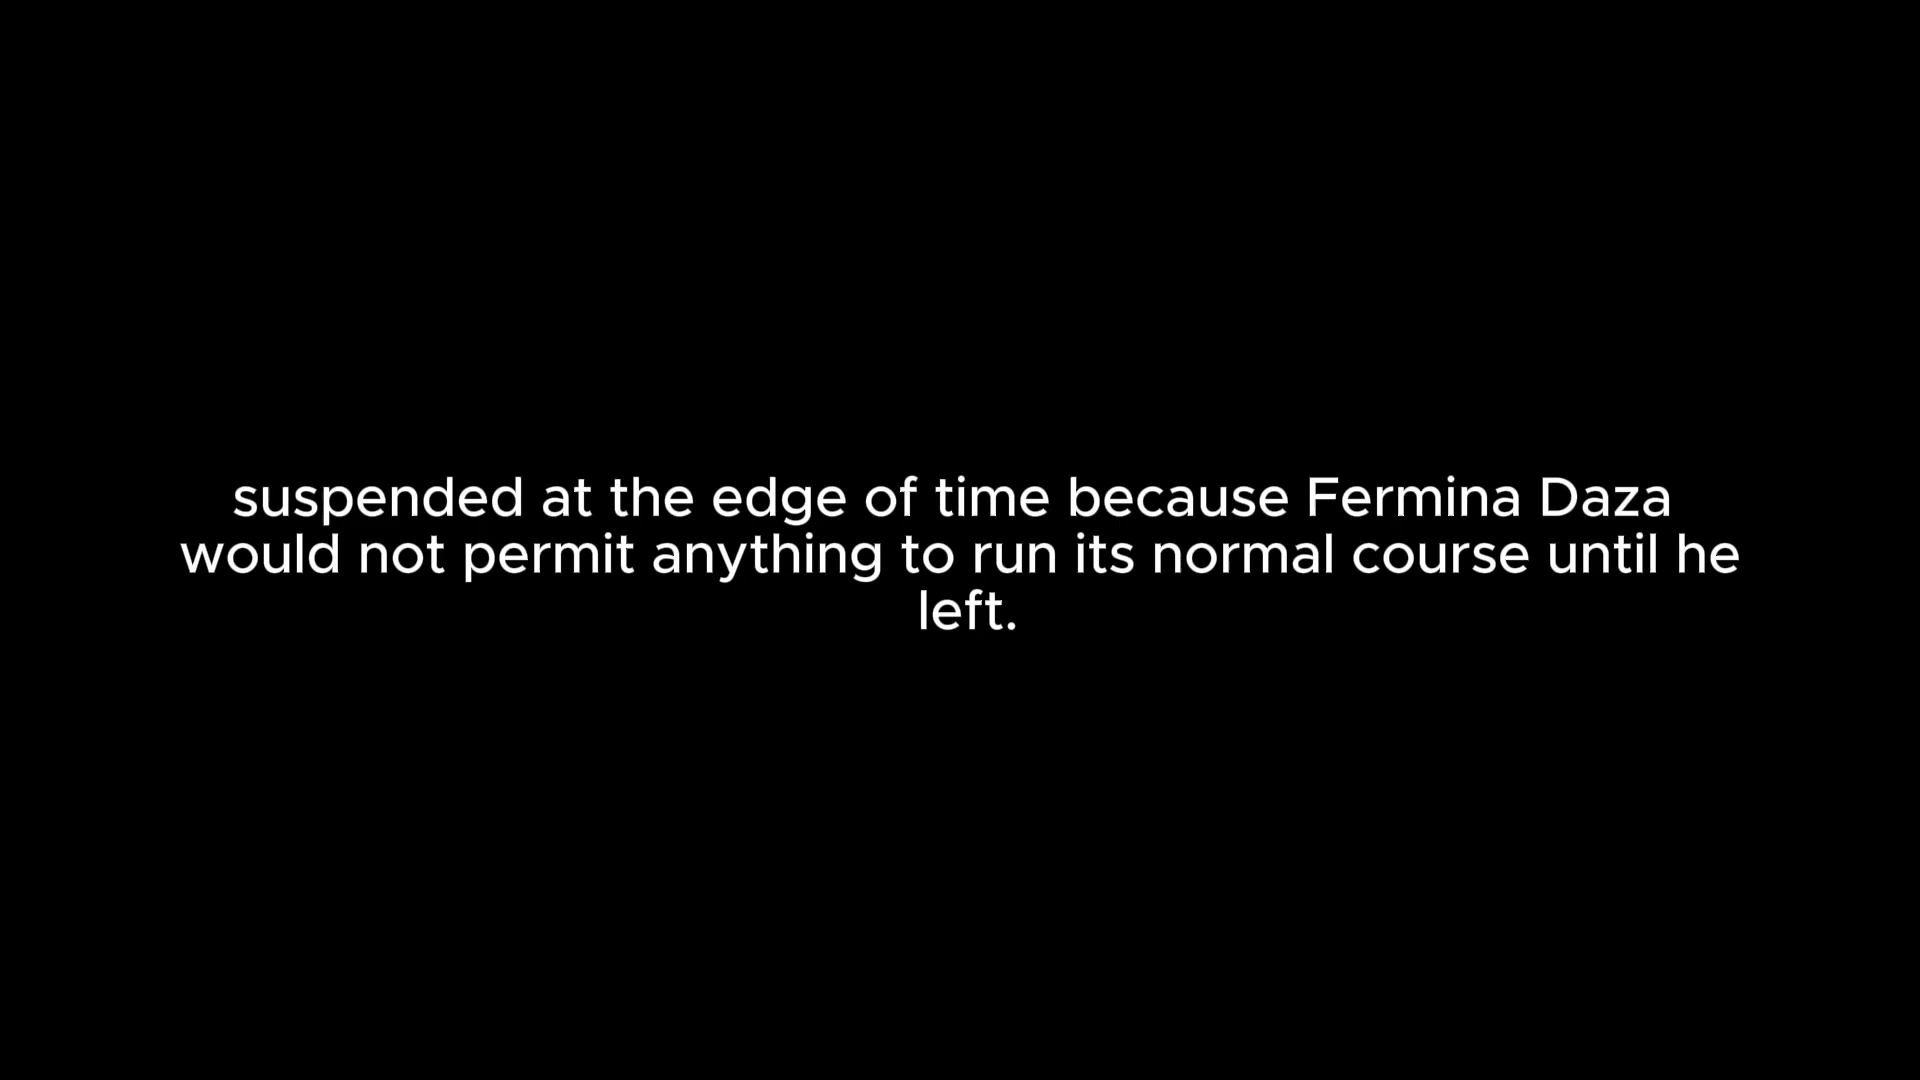 suspended at the edge of time because Fermina Daza
would not permit anything to run its normal course until he
left.